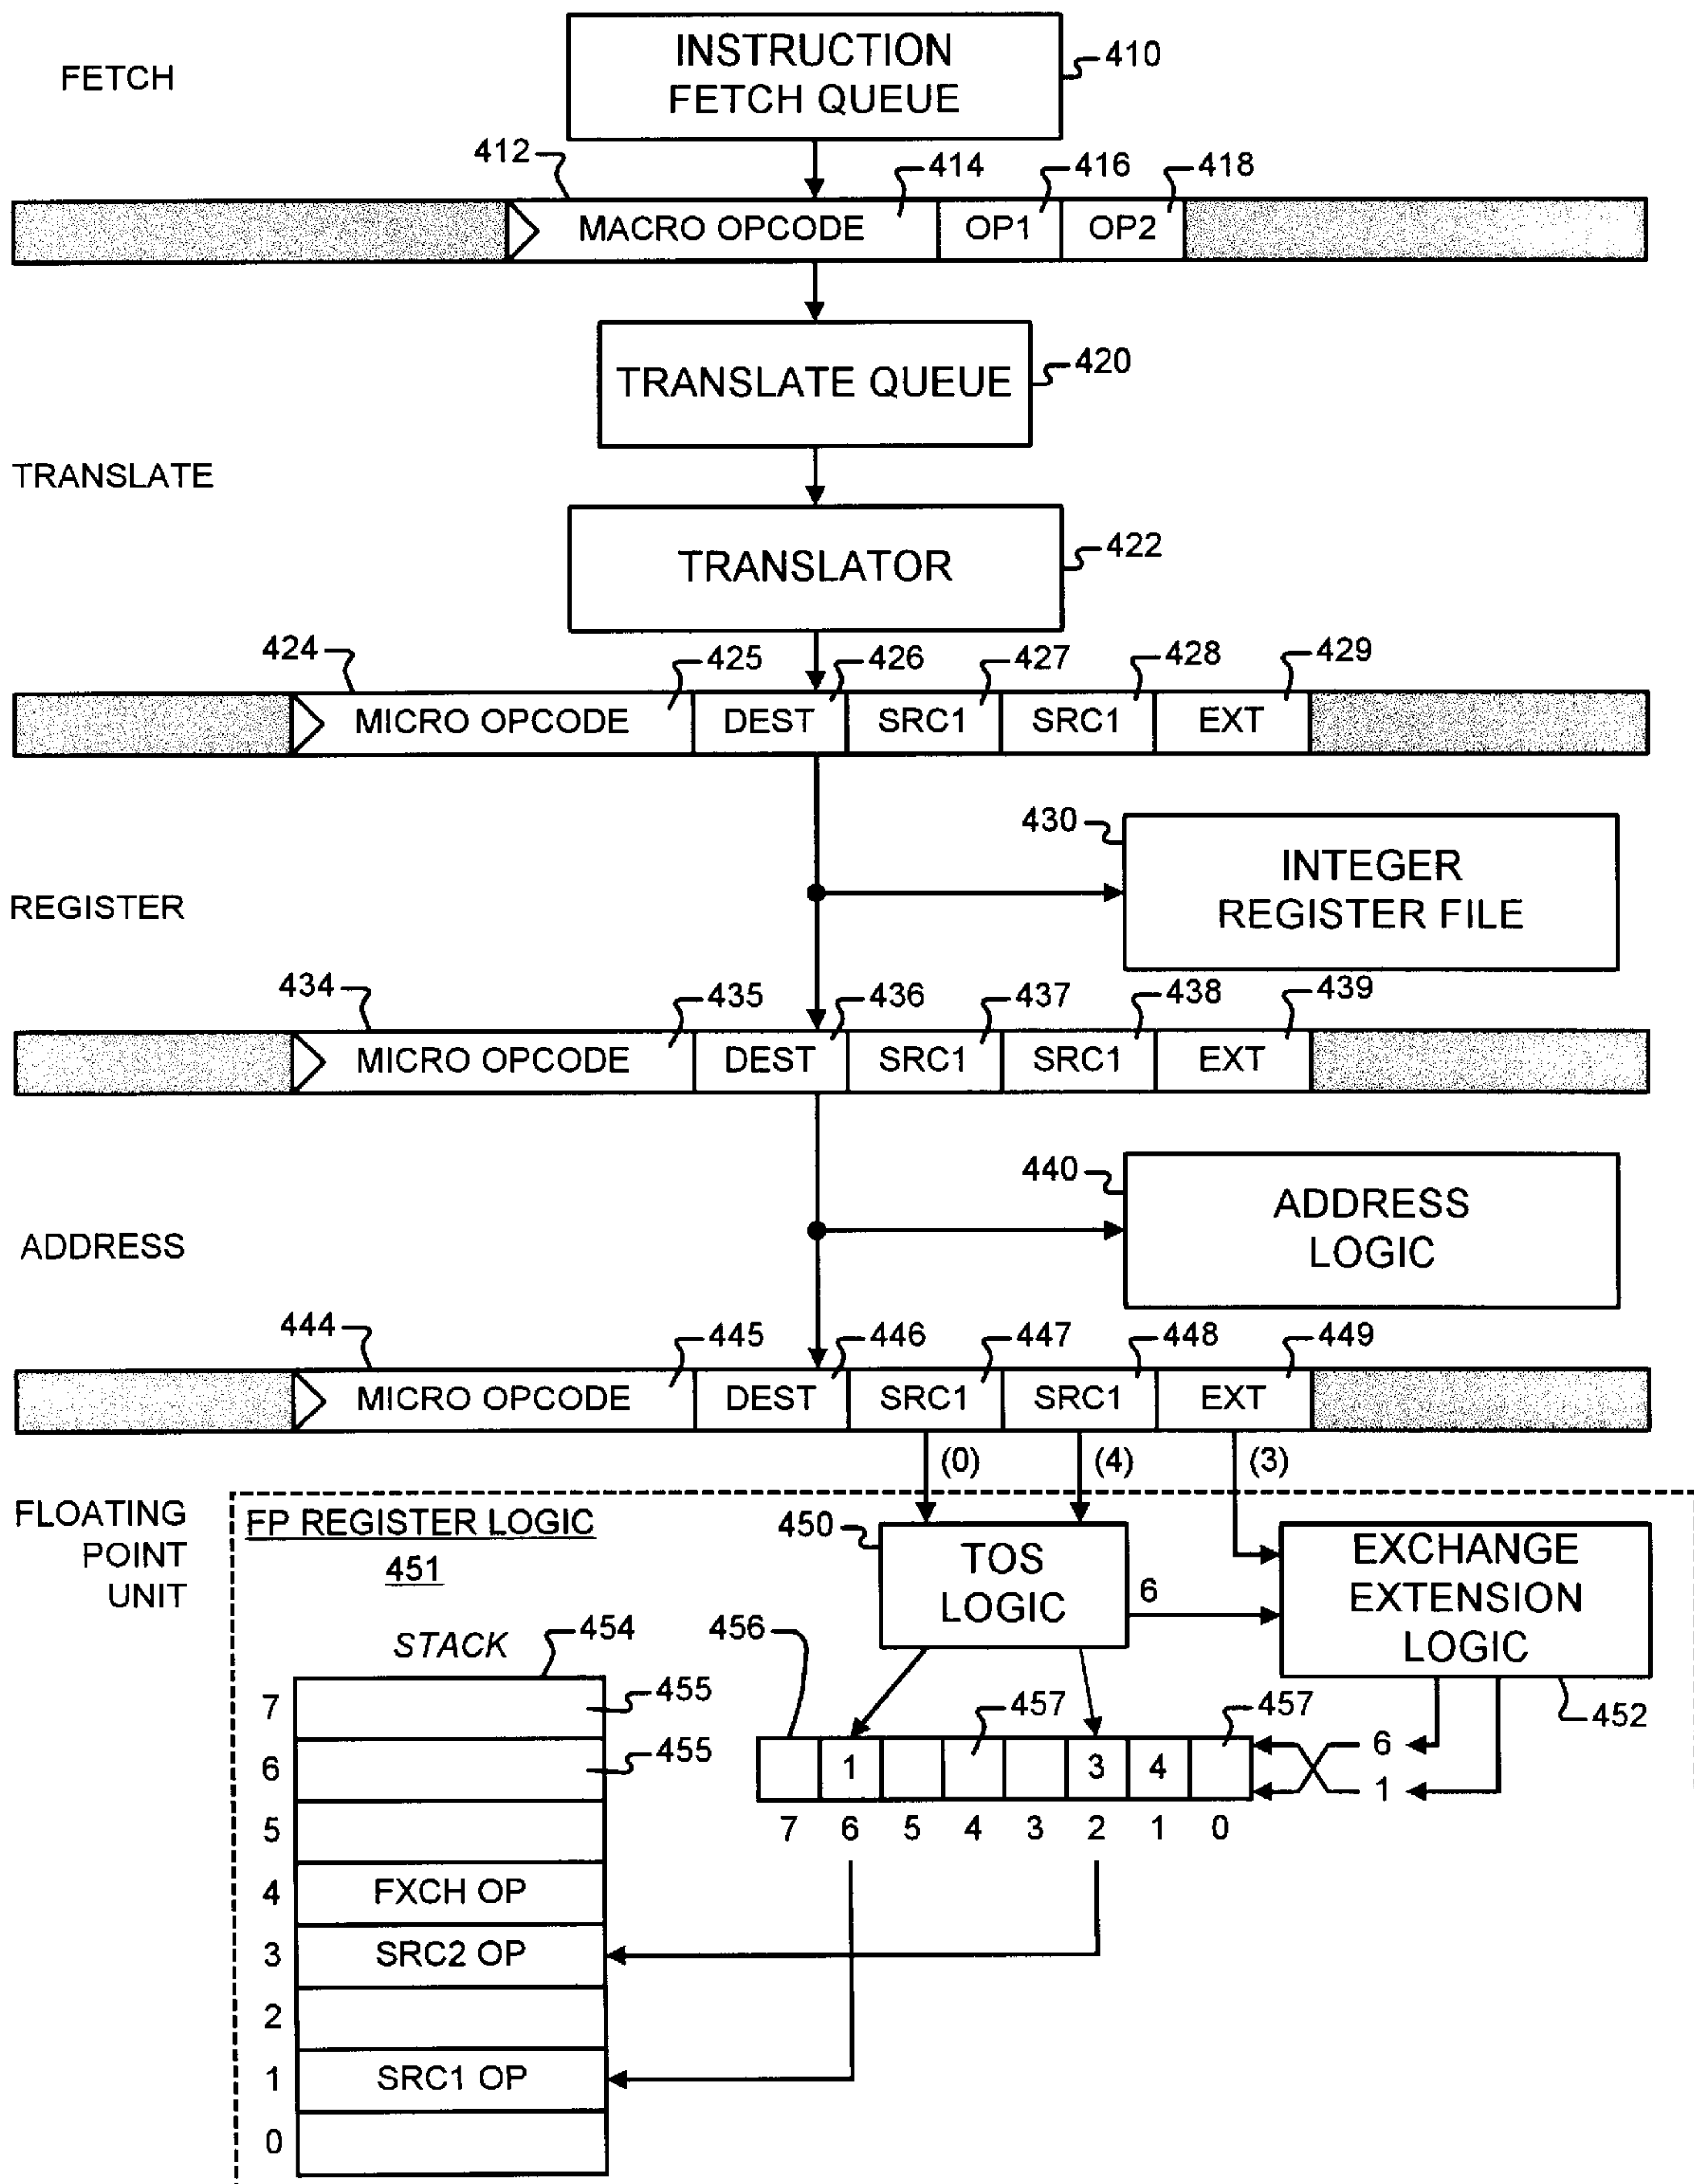 FETCH
INSTRUCTION
FETCH QUEUE
410
412
414
416
418
MACRO OPCODE
OP1
OP2
TRANSLATE QUEUE
420
TRANSLATE
TRANSLATOR
422
424
425
426
427
428
429
MICRO OPCODE
DEST
SRC1
SRC1
EXT
430
INTEGER
REGISTER FILE
REGISTER
434
435
436
437
438
439
MICRO OPCODE
DEST
SRC1
SRC1
EXT
440
ADDRESS
LOGIC
ADDRESS
444
445
446
447
448
449
MICRO OPCODE
DEST
SRC1
SRC1
EXT
(0)
(4)
(3)
FLOATING
POINT
UNIT
FP REGISTER LOGIC
451
450
TOS
LOGIC
6
EXCHANGE
EXTENSION
LOGIC
452
STACK
454
456
457
457
455
455
1
3
4
6
1
7 6 5 4 3 2 1 0
7
6
5
4 FXCH OP
3 SRC2 OP
2
1 SRC1 OP
0